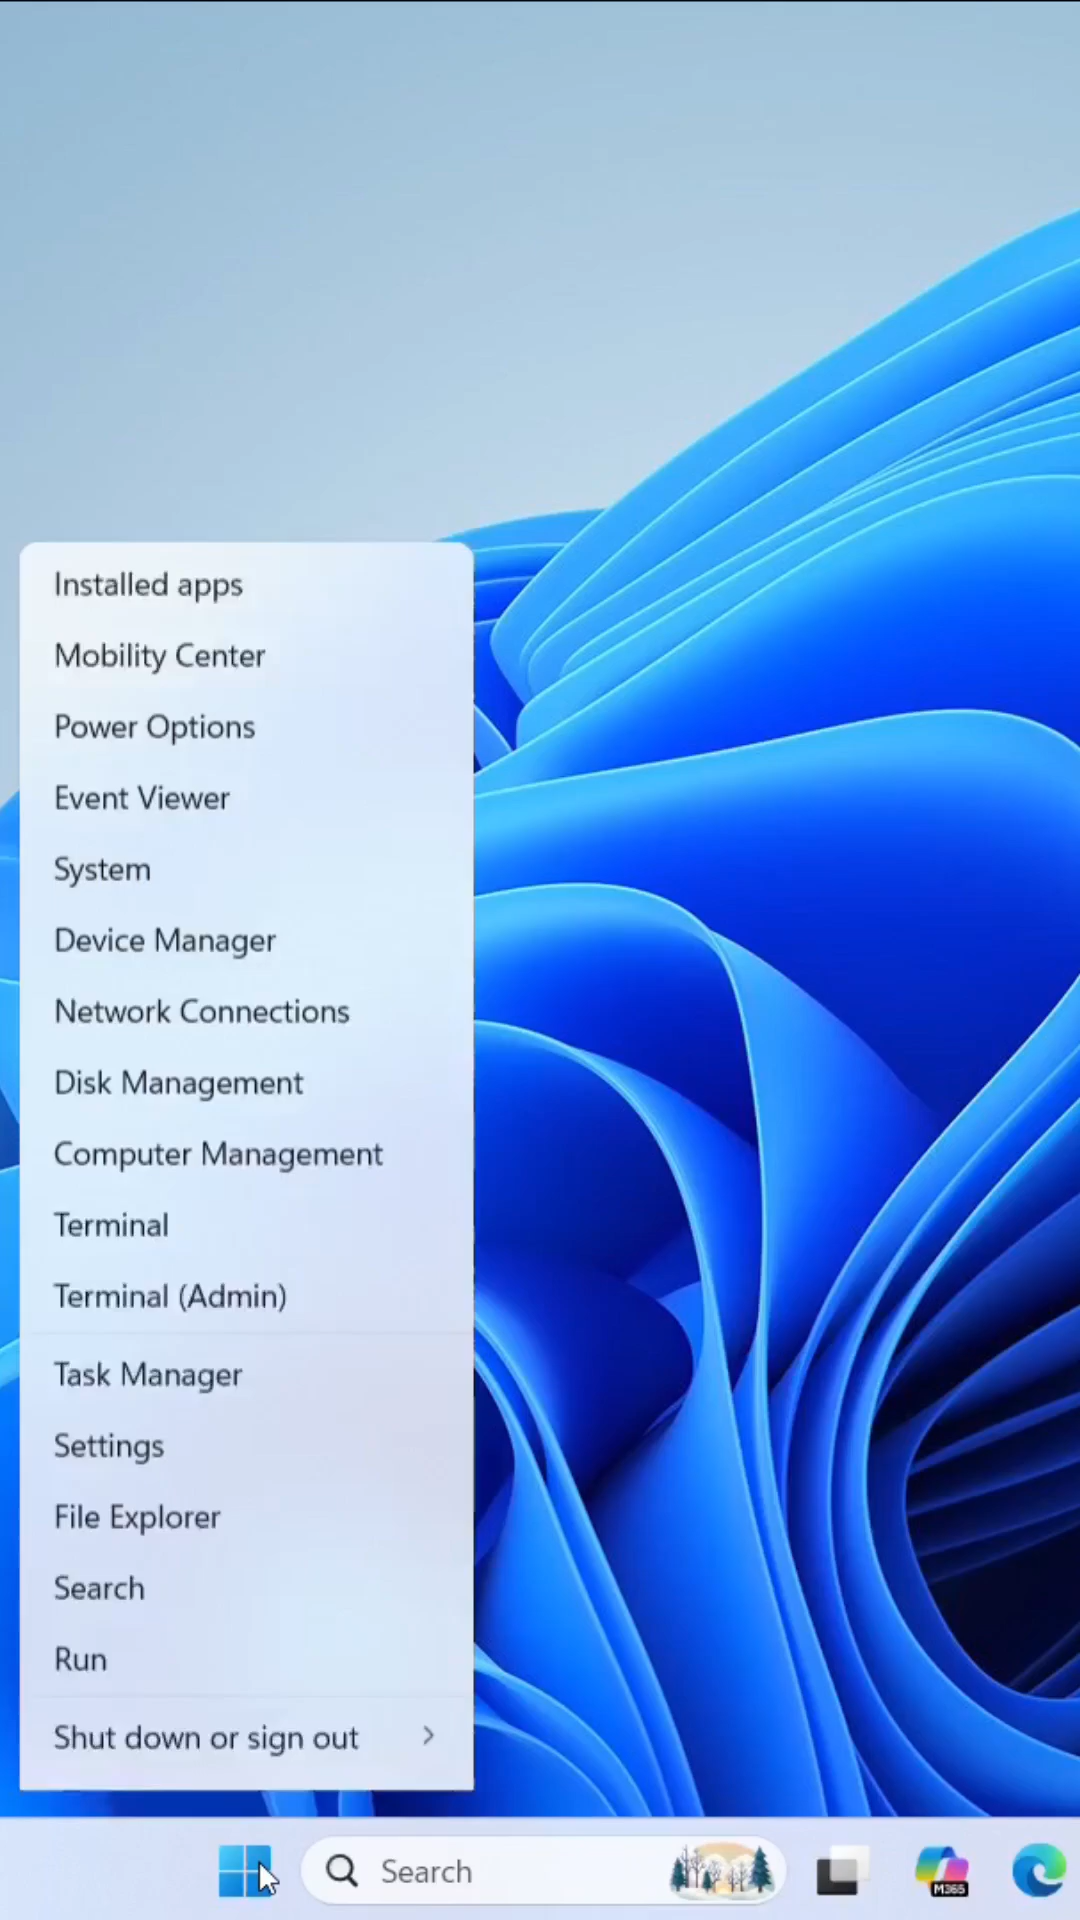 Installed apps
Mobility Center
Power Options
Event Viewer
System
Device Manager
Network Connections
Disk Management
Computer Management
Terminal
Terminal (Admin)
Task Manager
Settings
File Explorer
Search
Run
Shut down or sign out
Search
M365